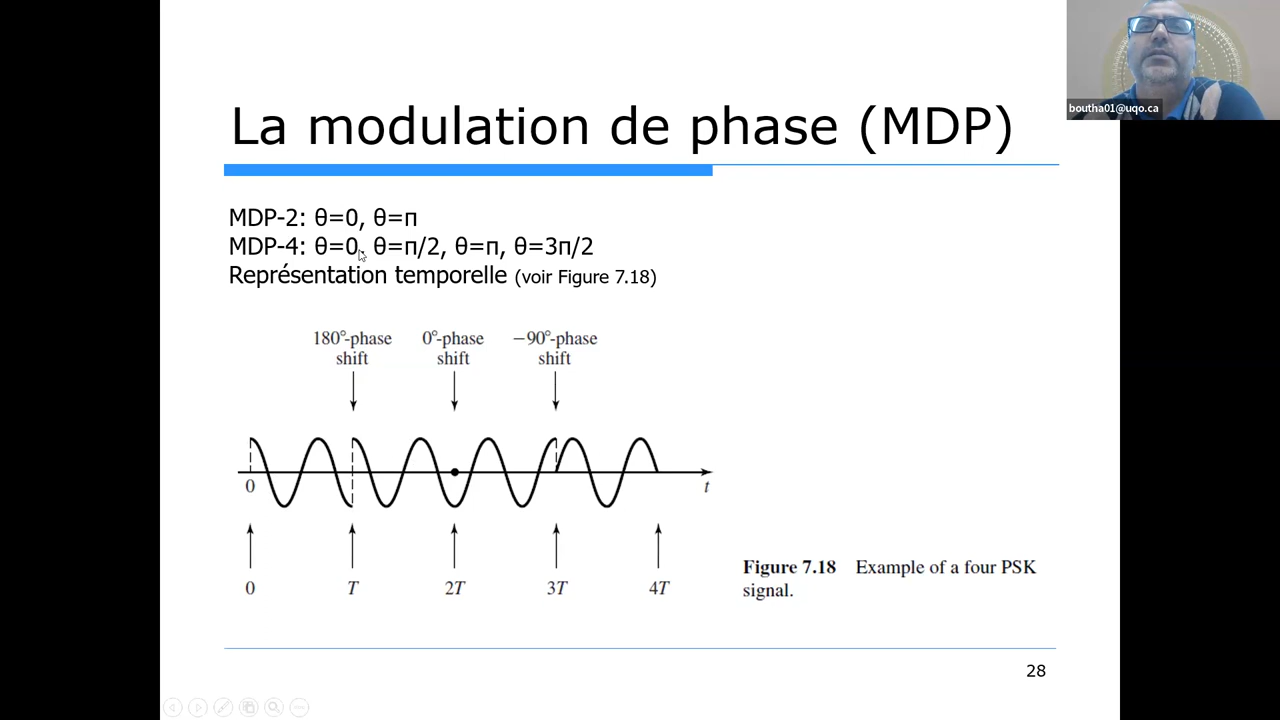 boutha01@uqo.ca
La modulation de phase (MDP)
MDP-2: θ=0, θ=π
MDP-4: θ=0, θ=π/2, θ=π, θ=3π/2
Représentation temporelle (voir Figure 7.18)
180°-phase shift
0°-phase shift
−90°-phase shift
0
t
0
T
2T
3T
4T
Figure 7.18 Example of a four PSK
signal.
28